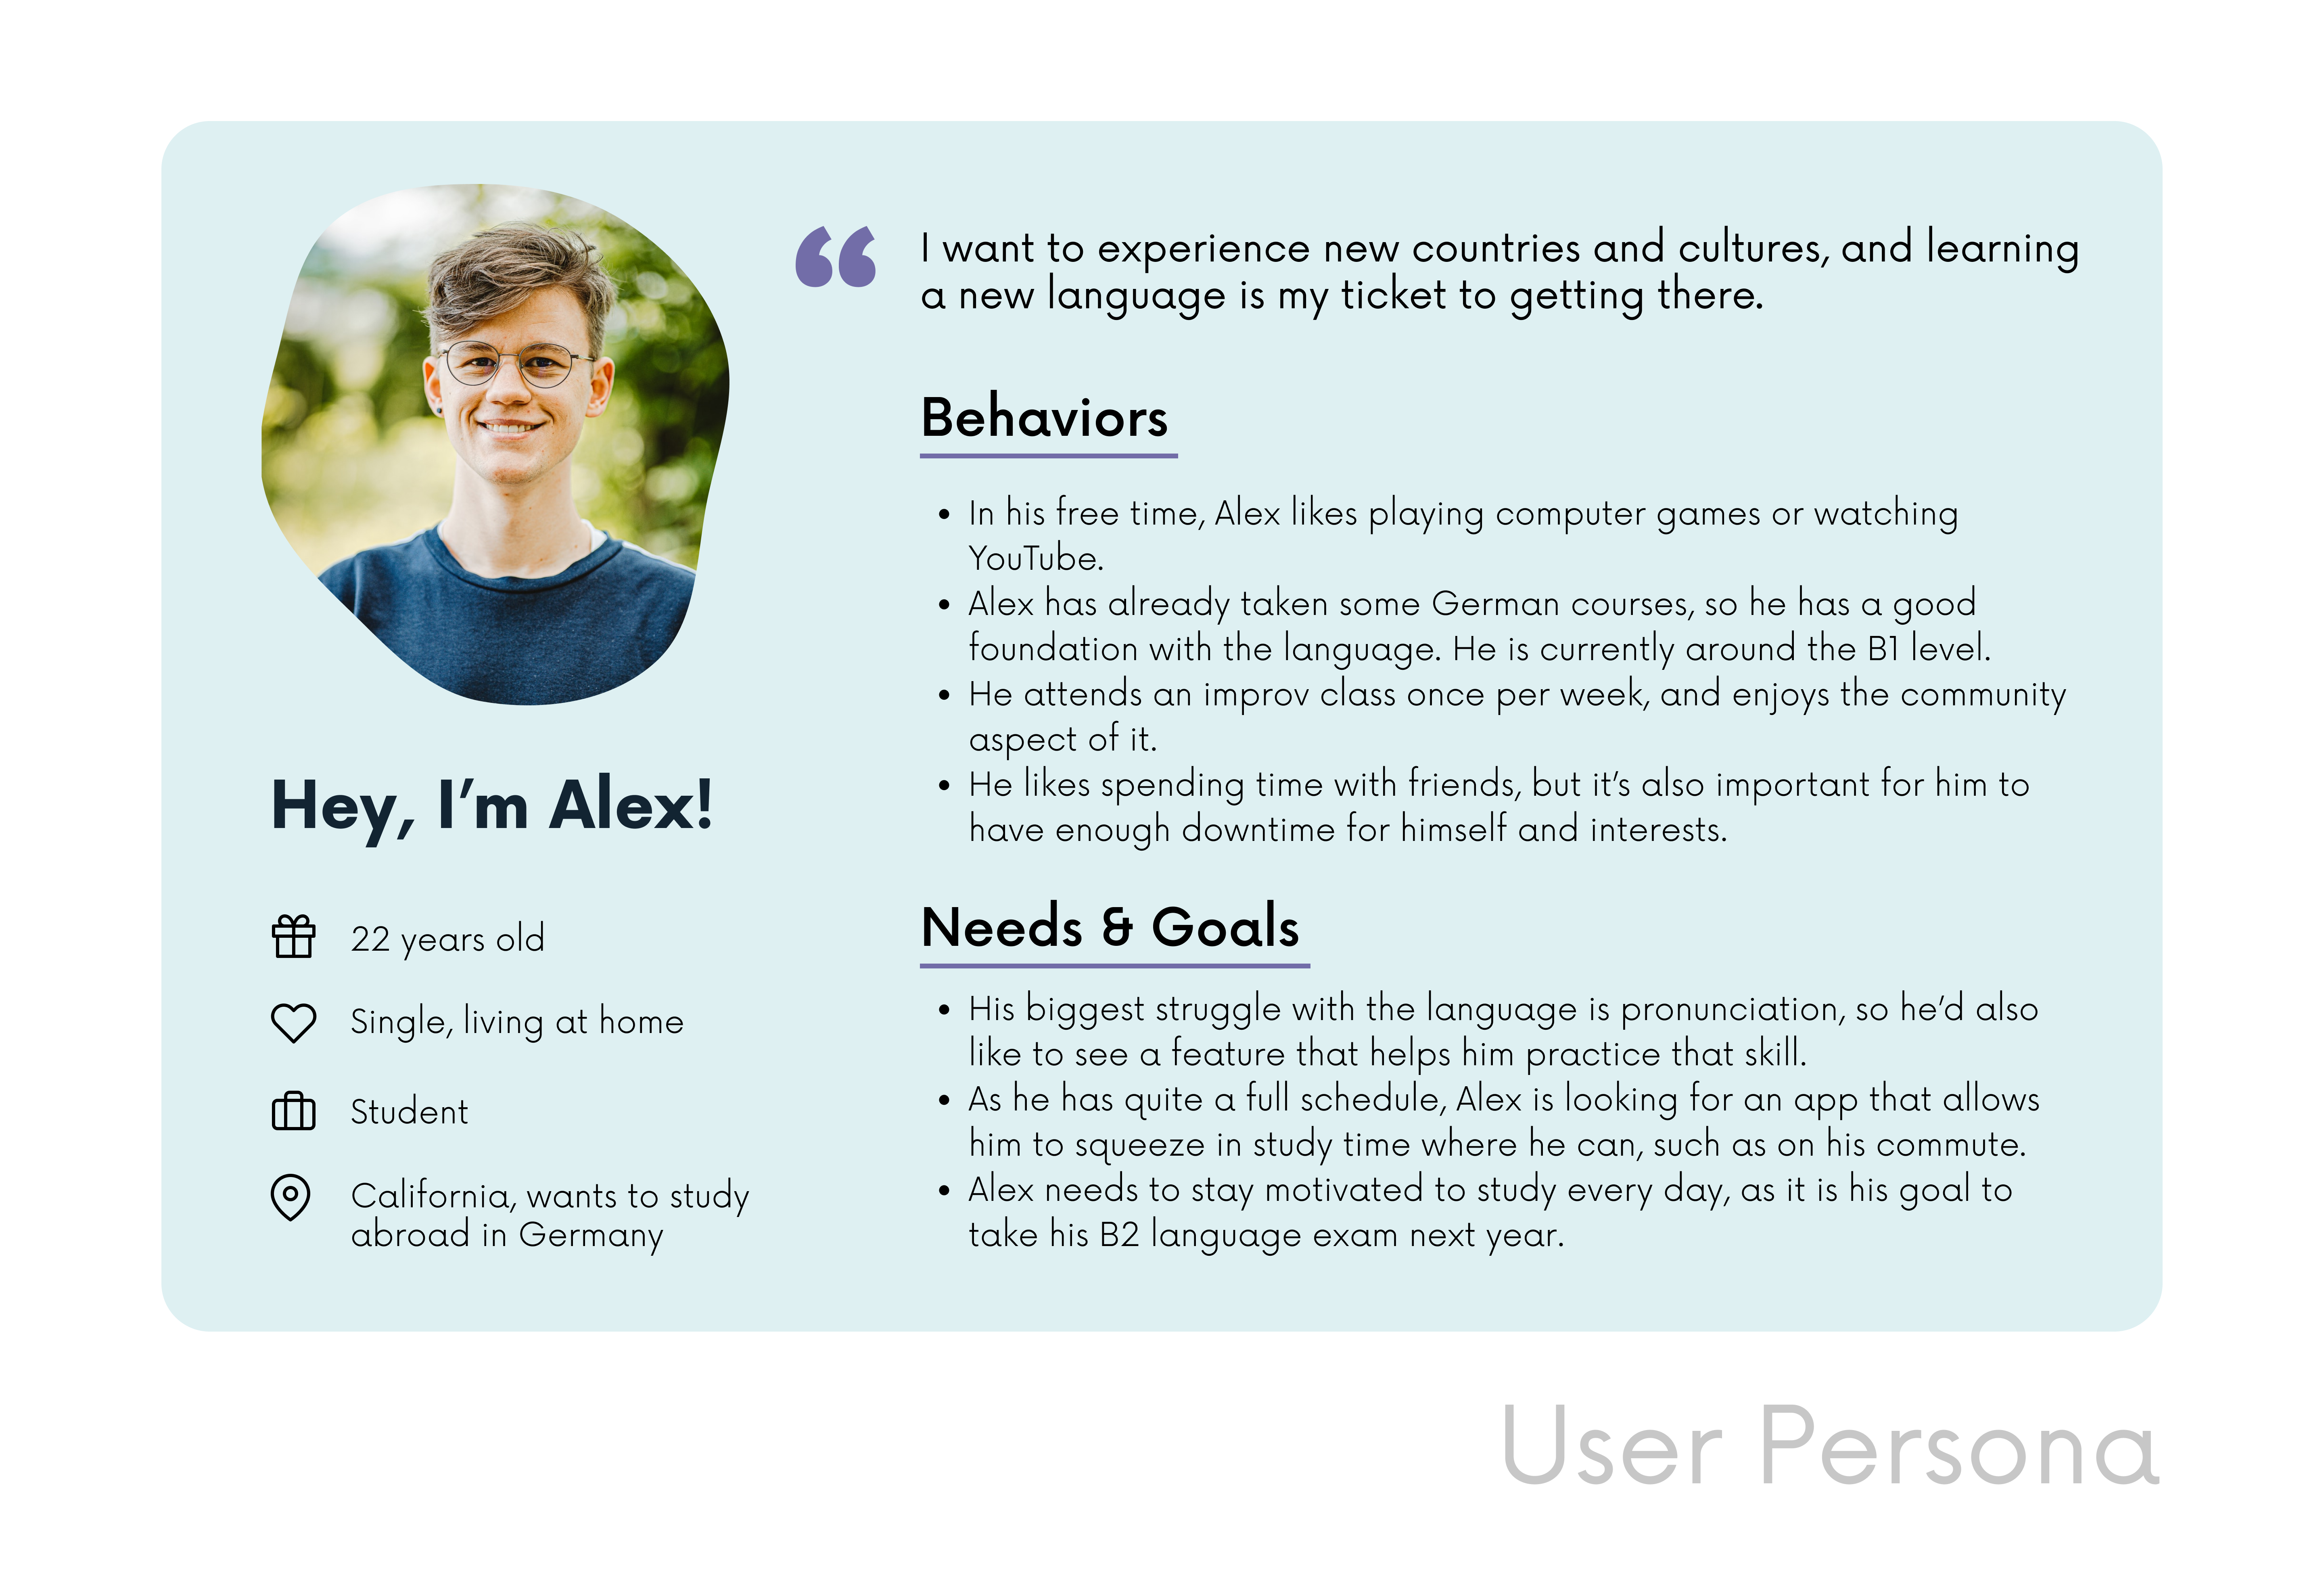 I want to experience new countries and cultures, and learning
a new language is my ticket to getting there.
Behaviors
• In his free time, Alex likes playing computer games or watching
YouTube.
• Alex has already taken some German courses, so he has a good
foundation with the language. He is currently around the B1 level.
• He attends an improv class once per week, and enjoys the community
aspect of it.
• He likes spending time with friends, but it’s also important for him to
have enough downtime for himself and interests.
Needs & Goals
• His biggest struggle with the language is pronunciation, so he’d also
like to see a feature that helps him practice that skill.
• As he has quite a full schedule, Alex is looking for an app that allows
him to squeeze in study time where he can, such as on his commute.
• Alex needs to stay motivated to study every day, as it is his goal to
take his B2 language exam next year.
Hey, I’m Alex!
22 years old
Single, living at home
Student
California, wants to study
abroad in Germany
User Persona